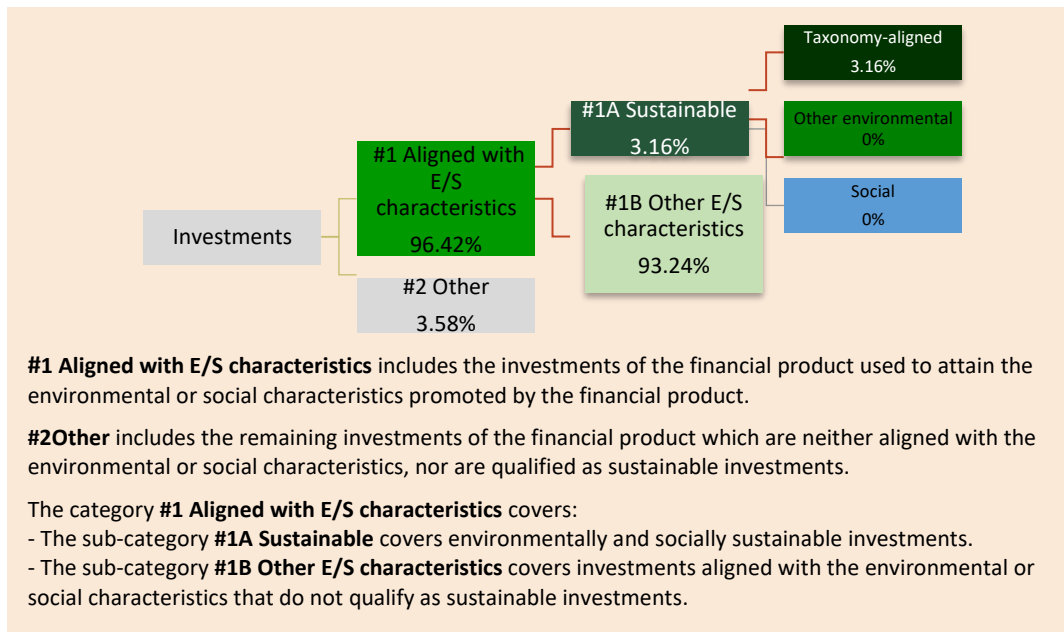 Taxonomy-aligned
3.16%
#1A Sustainable
3.16%
Other environmental
0%
#1 Aligned with
E/S
characteristics
96.42%
#1B Other E/S
characteristics
93.24%
Social
0%
Investments
#2 Other
3.58%
#1 Aligned with E/S characteristics includes the investments of the financial product used to attain the
environmental or social characteristics promoted by the financial product.
#2Other includes the remaining investments of the financial product which are neither aligned with the
environmental or social characteristics, nor are qualified as sustainable investments.
The category #1 Aligned with E/S characteristics covers:
- The sub-category #1A Sustainable covers environmentally and socially sustainable investments.
- The sub-category #1B Other E/S characteristics covers investments aligned with the environmental or
social characteristics that do not qualify as sustainable investments.